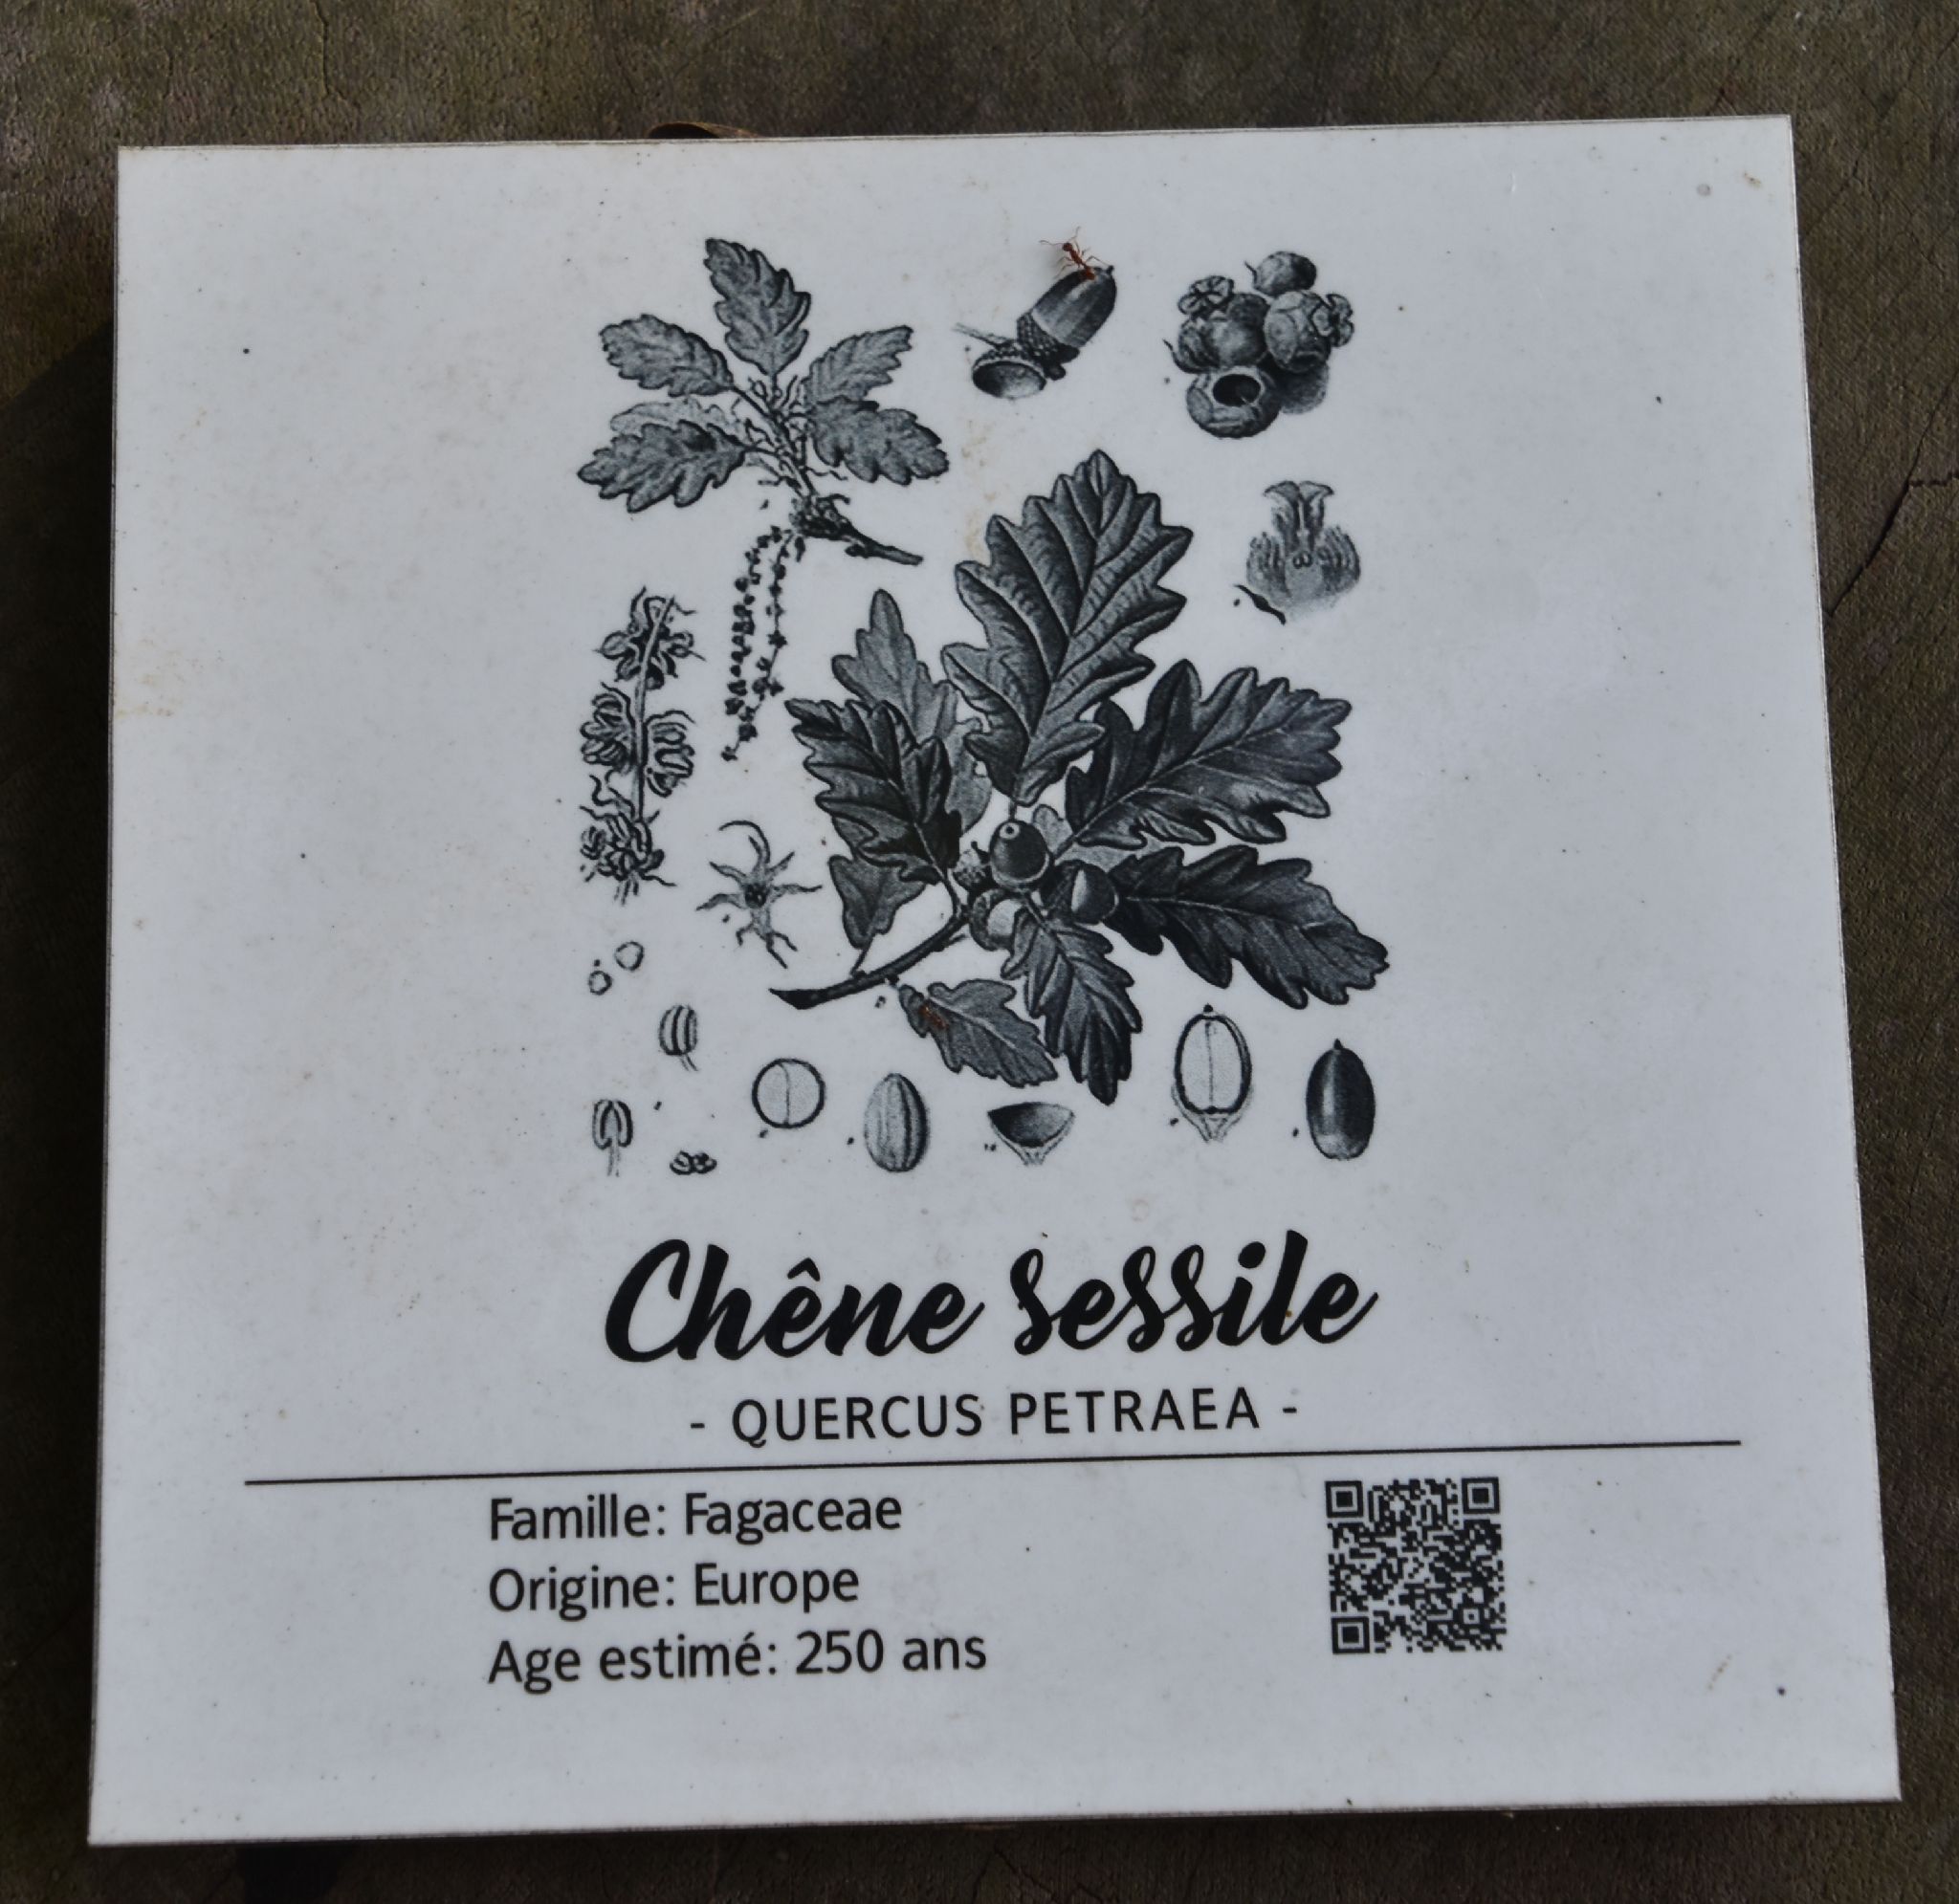 Chêne sessile
- QUERCUS PETRAEA -
Famille: Fagaceae
Origine: Europe
Age estimé: 250 ans